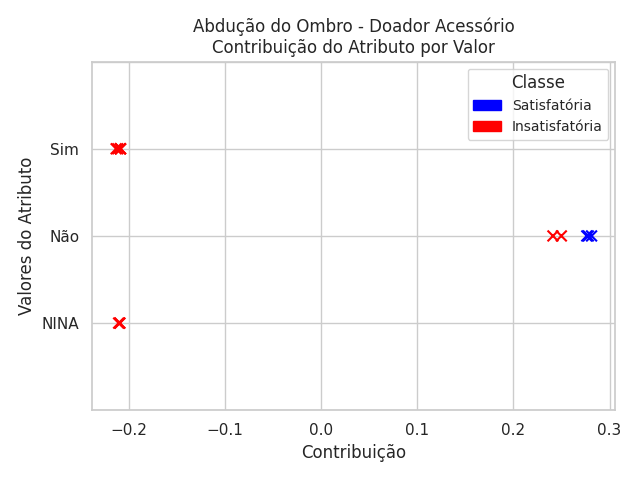 Abdução do Ombro - Doador Acessório
Contribuição do Atributo por Valor
Classe
Satisfatória
Insatisfatória
Valores do Atributo
Sim
Não
NINA
−0.2
−0.1
0.0
0.1
0.2
0.3
Contribuição